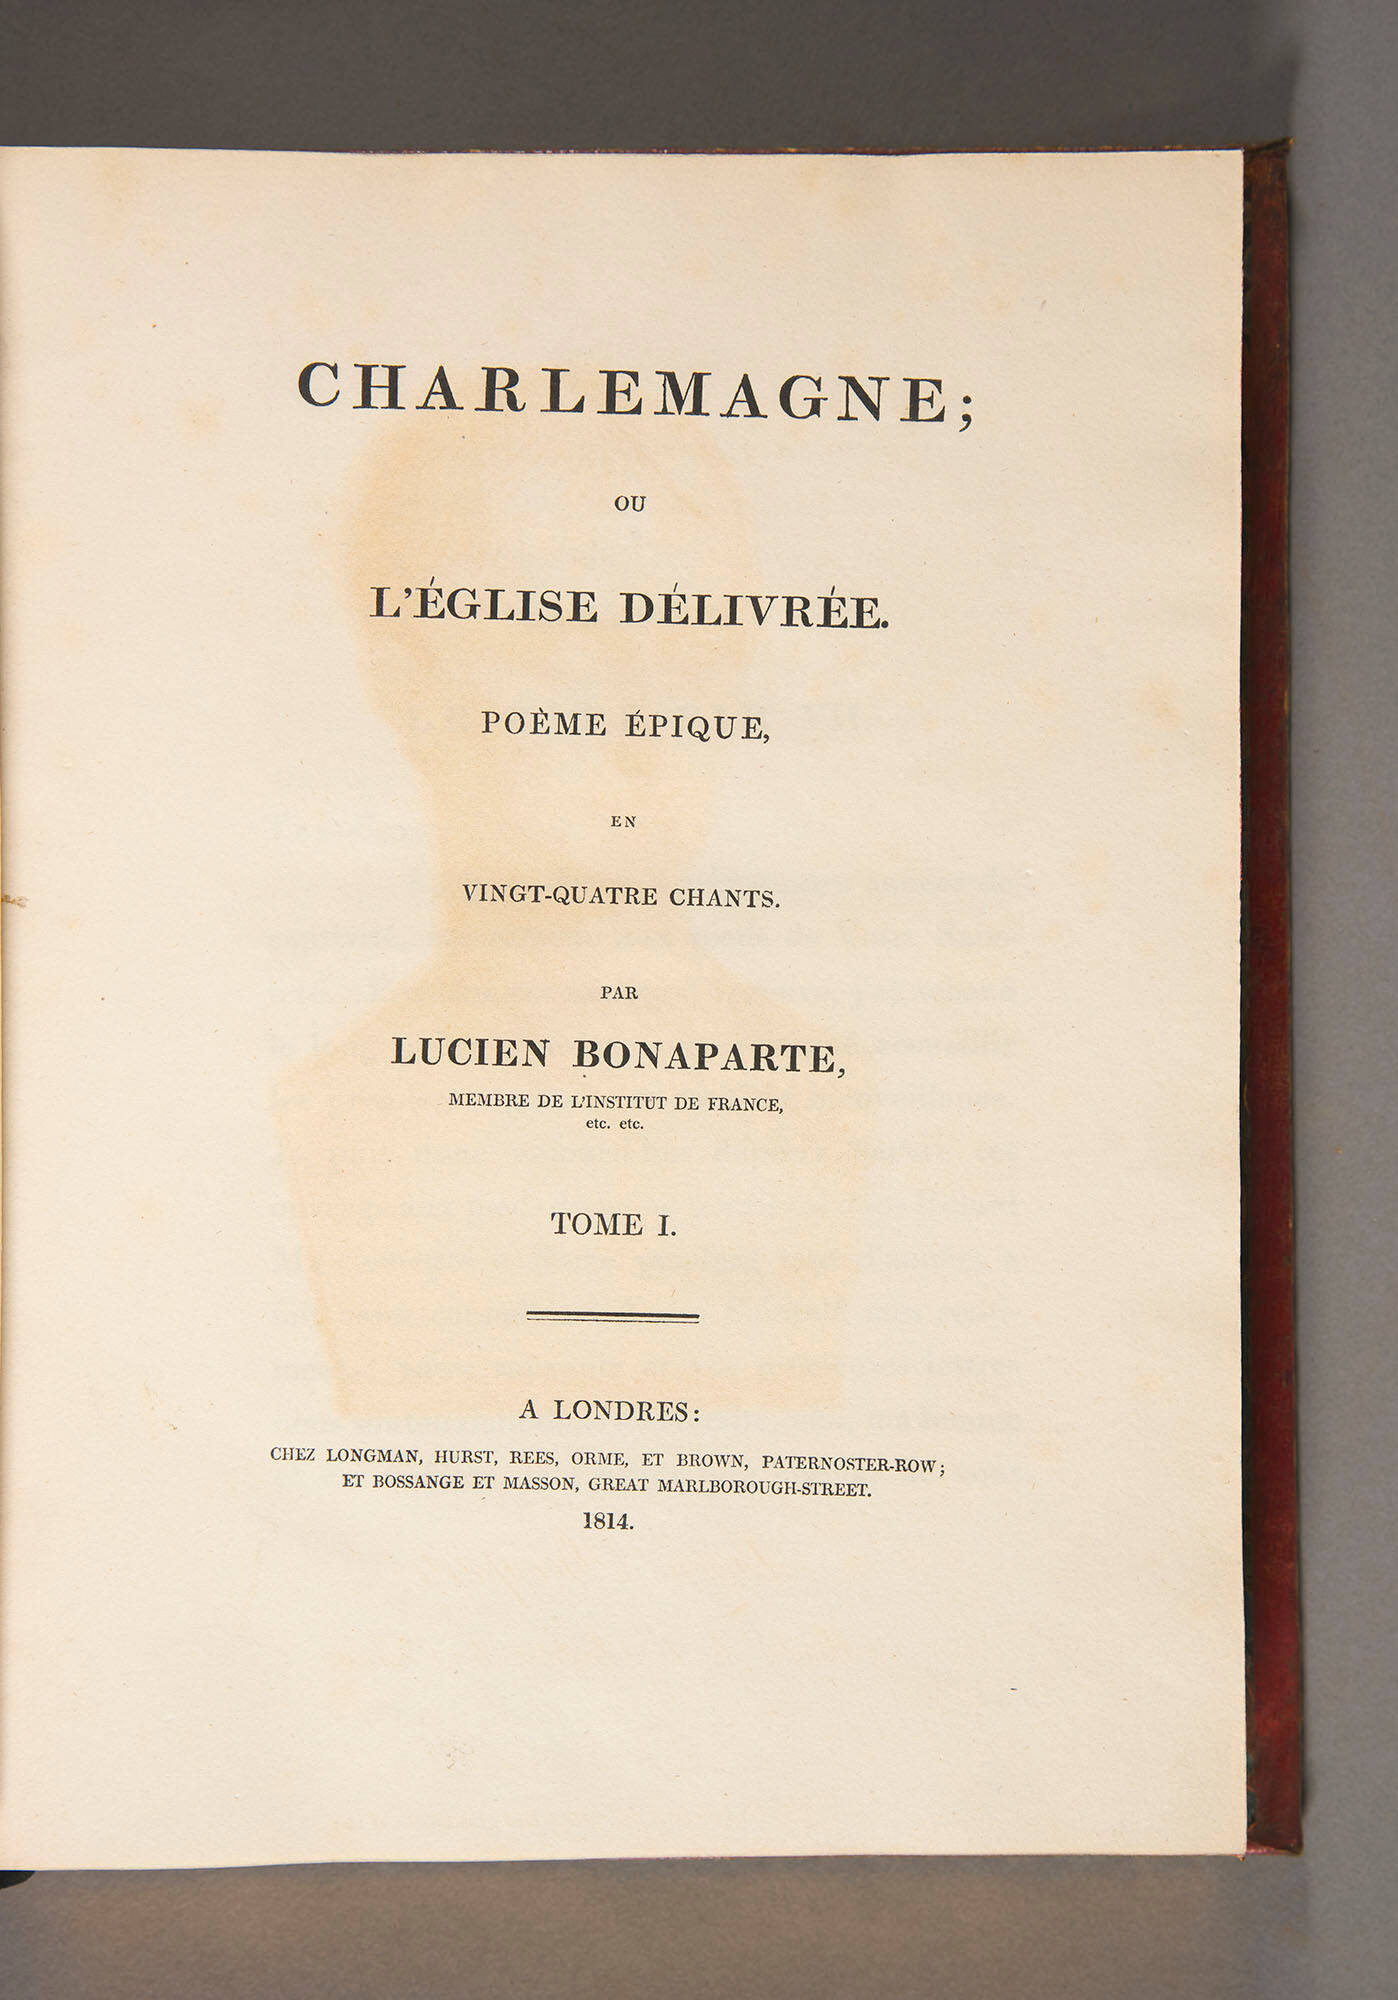 CHARLEMAGNE;
OU
L'ÉGLISE DÉLIVRÉE.
POÈME ÉPIQUE,
EN
VINGT-QUATRE CHANTS.
PAR
LUCIEN BONAPARTE,
MEMBRE DE L'INSTITUT DE FRANCE,
etc. etc.
TOME I.
A LONDRES:
CHEZ LONGMAN, HURST, REES, ORME, ET BROWN, PATERNOSTER-ROW;
ET BOSSANGE ET MASSON, GREAT MARLBOROUGH-STREET.
1814.